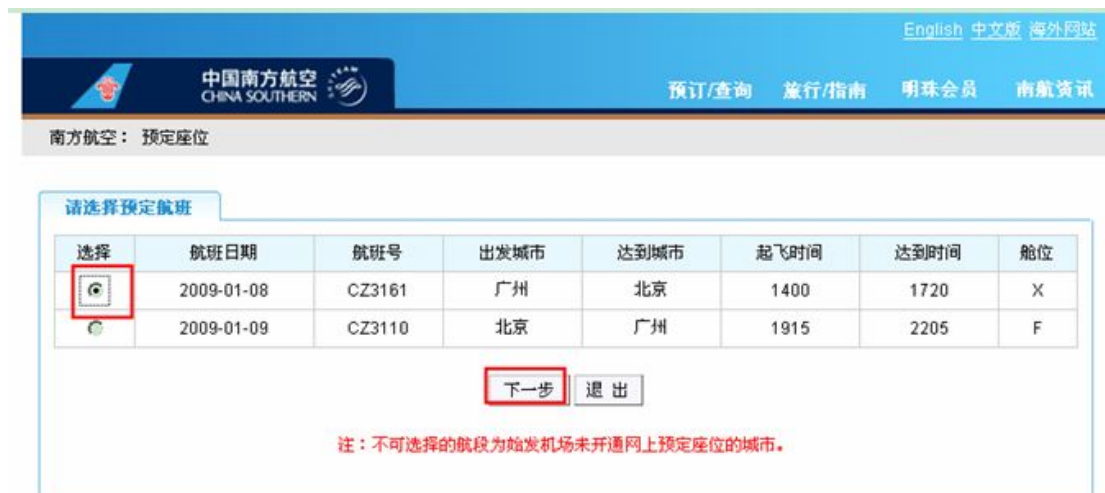 English 中文版 海外网站
中国南方航空
CHINA SOUTHERN
预订/查询 旅行/指南 明珠会员 南航资讯
南方航空： 预定座位
请选择预定航班
选择 航班日期 航班号 出发城市 达到城市 起飞时间 达到时间 舱位
2009-01-08 CZ3161 广州 北京 1400 1720 X
2009-01-09 CZ3110 北京 广州 1915 2205 F
下一步 退 出
注：不可选择的航段为始发机场未开通网上预定座位的城市。